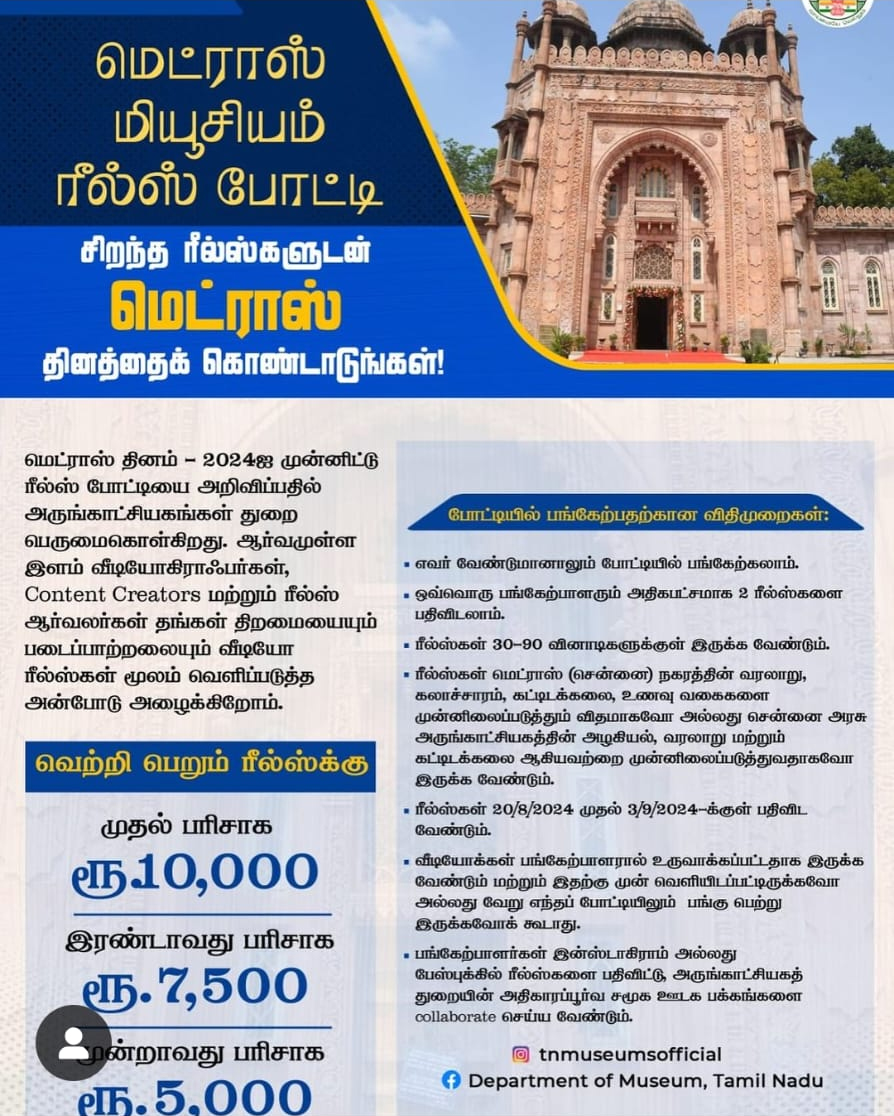 மெட்ராஸ்
மியூசியம்
ரீல்ஸ் போட்டி
சிறந்த ரீல்ஸ்களுடன்
மெட்ராஸ்
தினத்தைக் கொண்டாடுங்கள்!
மெட்ராஸ் தினம் – 2024ஐ முன்னிட்டு
ரீல்ஸ் போட்டியை அறிவிப்பதில்
அருங்காட்சியகங்கள் துறை
பெருமைகொள்கிறது. ஆர்வமுள்ள
இளம் வீடியோகிராஃபர்கள்,
Content Creators மற்றும் ரீல்ஸ்
ஆர்வலர்கள் தங்கள் திறமையையும்
படைப்பாற்றலையும் வீடியோ
ரீல்ஸ்கள் மூலம் வெளிப்படுத்த
அன்போடு அழைக்கிறோம்.
வெற்றி பெறும் ரீல்ஸ்க்கு
முதல் பரிசாக
ரூ.10,000
இரண்டாவது பரிசாக
ரூ.7,500
மூன்றாவது பரிசாக
ரூ.5,000
போட்டியில் பங்கேற்பதற்கான விதிமுறைகள்:
▪ எவர் வேண்டுமானாலும் போட்டியில் பங்கேற்கலாம்.
▪ ஒவ்வொரு பங்கேற்பாளரும் அதிகபட்சமாக 2 ரீல்ஸ்களை
பதிவிடலாம்.
▪ ரீல்ஸ்கள் 30-90 வினாடிகளுக்குள் இருக்க வேண்டும்.
▪ ரீல்ஸ்கள் மெட்ராஸ் (சென்னை) நகரத்தின் வரலாறு,
கலாச்சாரம், கட்டிடக்கலை, உணவு வகைகளை
முன்னிலைப்படுத்தும் விதமாகவோ அல்லது சென்னை அரசு
அருங்காட்சியகத்தின் அழகியல், வரலாறு மற்றும்
கட்டிடக்கலை ஆகியவற்றை முன்னிலைப்படுத்துவதாகவோ
இருக்க வேண்டும்.
▪ ரீல்ஸ்கள் 20/8/2024 முதல் 3/9/2024-க்குள் பதிவிட
வேண்டும்.
▪ வீடியோக்கள் பங்கேற்பாளரால் உருவாக்கப்பட்டதாக இருக்க
வேண்டும் மற்றும் இதற்கு முன் வெளியிடப்பட்டிருக்கவோ
அல்லது வேறு எந்தப் போட்டியிலும் பங்கு பெற்று
இருக்கவோக் கூடாது.
▪ பங்கேற்பாளர்கள் இன்ஸ்டாகிராம் அல்லது
பேஸ்புக்கில் ரீல்ஸ்களை பதிவிட்டு, அருங்காட்சியகத்
துறையின் அதிகாரப்பூர்வ சமூக ஊடக பக்கங்களை
collaborate செய்ய வேண்டும்.
tnmuseumsofficial
Department of Museum, Tamil Nadu